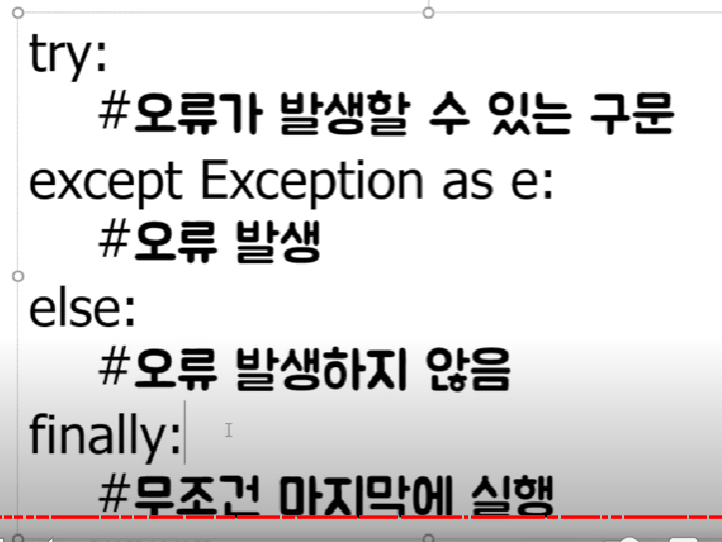 try:
#오류가 발생할 수 있는 구문
except Exception as e:
#오류 발생
else:
#오류 발생하지 않음
finally:
#무조건 마지막에 실행